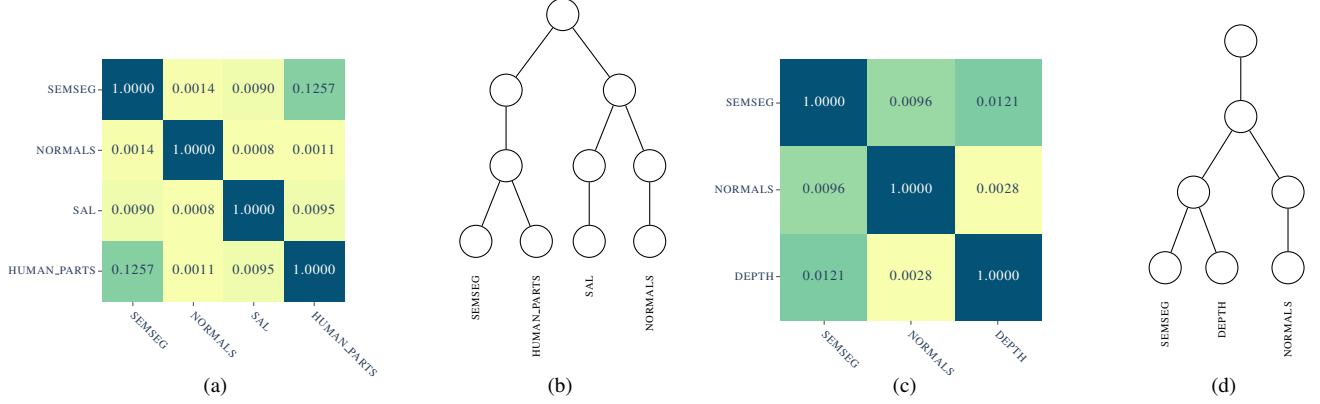 SEMSEG 1.0000 0.0014 0.0090 0.1257
NORMALS 0.0014 1.0000 0.0008 0.0011
SAL 0.0090 0.0008 1.0000 0.0095
HUMAN_PARTS 0.1257 0.0011 0.0095 1.0000
SEMSEG
NORMALS
SAL
HUMAN_PARTS
(a)
SEMSEG
HUMAN_PARTS
SAL
NORMALS
(b)
SEMSEG 1.0000 0.0096 0.0121
NORMALS 0.0096 1.0000 0.0028
DEPTH 0.0121 0.0028 1.0000
SEMSEG
NORMALS
DEPTH
(c)
SEMSEG
DEPTH
NORMALS
(d)